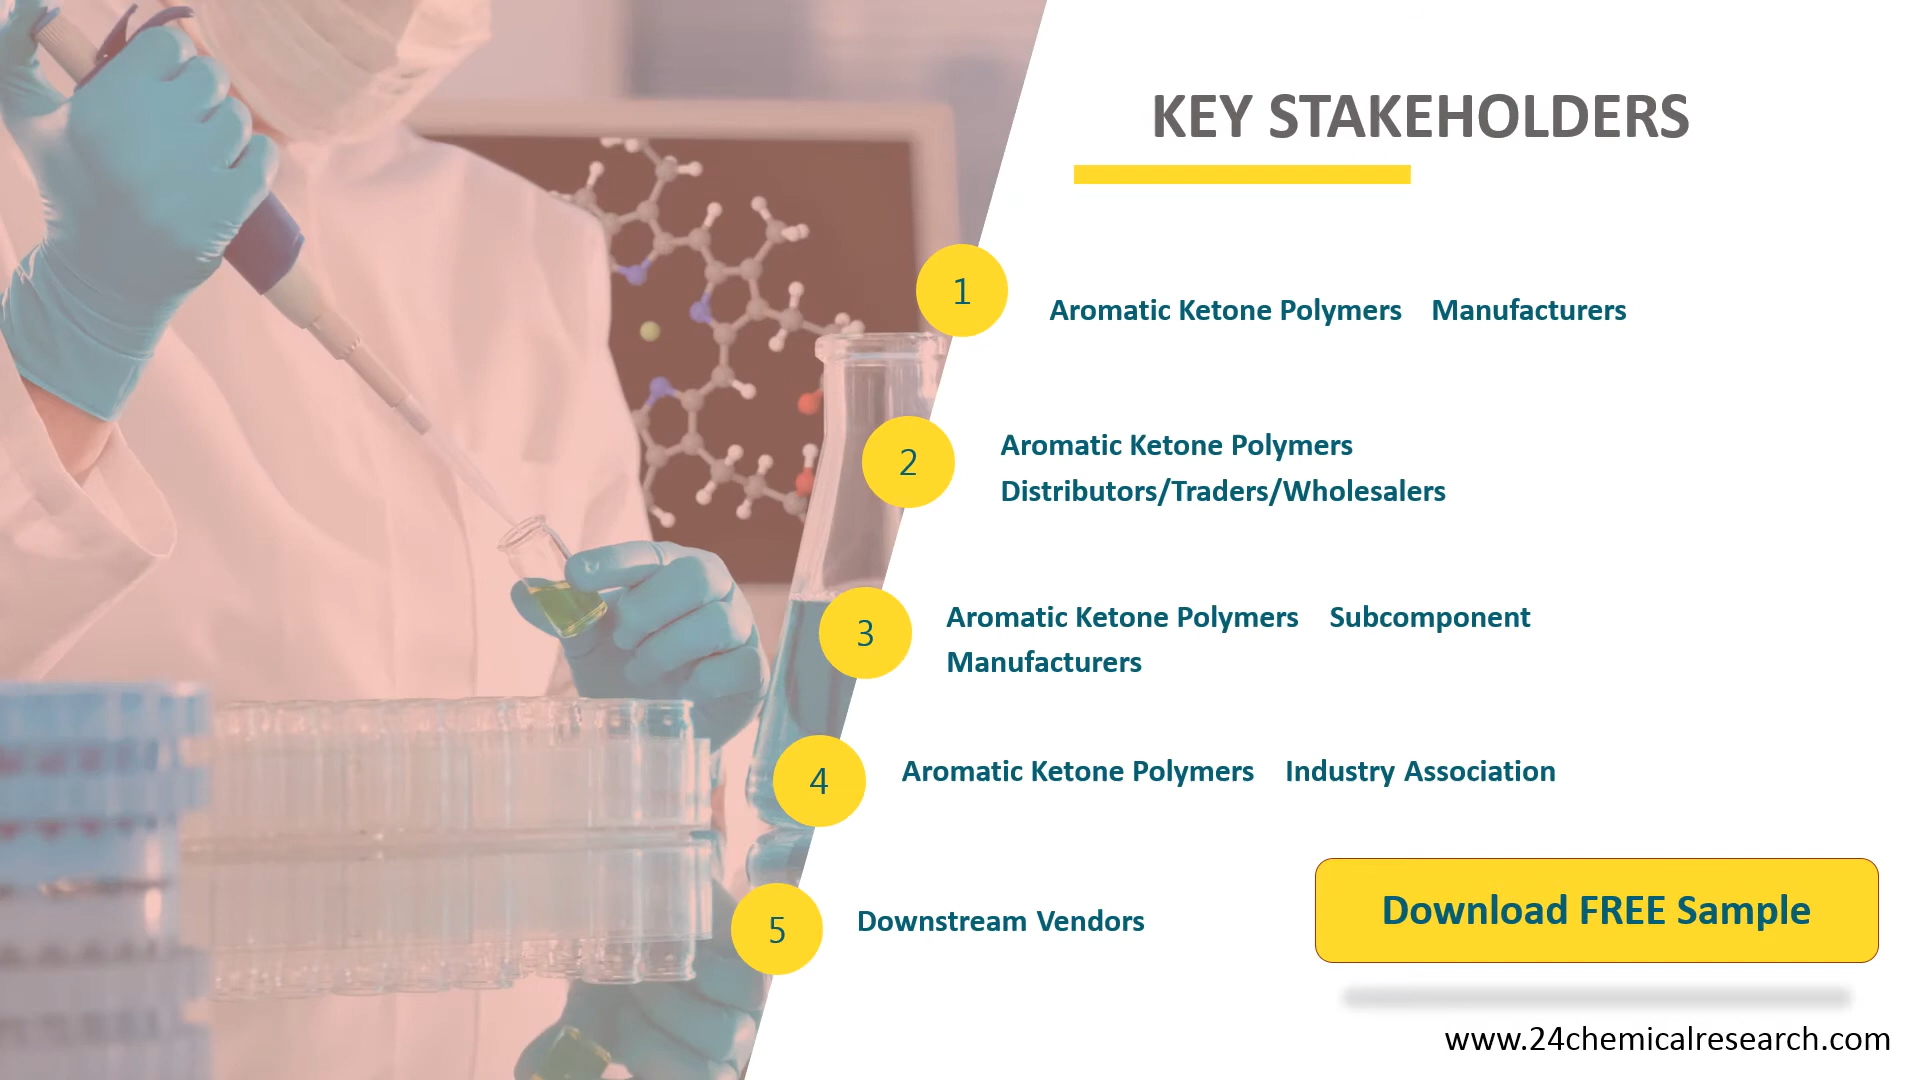 KEY STAKEHOLDERS
1
Aromatic Ketone Polymers Manufacturers
2
Aromatic Ketone Polymers
Distributors/Traders/Wholesalers
3
Aromatic Ketone Polymers Subcomponent
Manufacturers
4
Aromatic Ketone Polymers Industry Association
5
Downstream Vendors
Download FREE Sample
www.24chemicalresearch.com